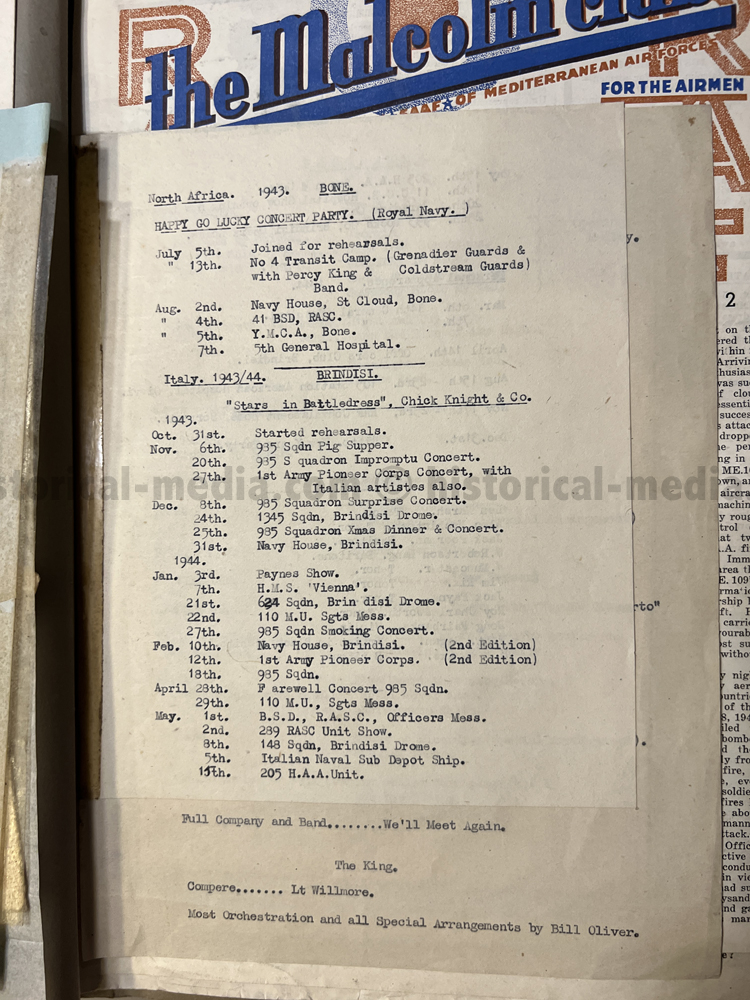 the Malcolm club
OF MEDITERRANEAN AIR FORCES
FOR THE AIRMEN
North Africa. 1943. BONE.
HAPPY GO LUCKY CONCERT PARTY. (Royal Navy.)
July 5th. Joined for rehearsals.
" 13th. No 4 Transit Camp. (Grenadier Guards &
with Percy King & Coldstream Guards)
Band.
Aug. 2nd. Navy House, St Cloud, Bone.
" 4th. 41 BSD, RASC.
" 5th. Y.M.C.A., Bone.
7th. 5th General Hospital.
Italy. 1943/44. BRINDISI.
"Stars in Battledress", Chick Knight & Co.
1943.
Oct. 31st. Started rehearsals.
Nov. 6th. 985 Sqdn Pig Supper.
20th. 985 S quadron Impromptu Concert.
27th. 1st Army Pioneer Corps Concert, with
Italian artistes also.
Dec. 8th. 985 Squadron Surprise Concert.
24th. 1345 Sqdn, Brindisi Drome.
25th. 985 Squadron Xmas Dinner & Concert.
31st. Navy House, Brindisi.
1944.
Jan. 3rd. Paynes Show.
7th. H.M.S. 'Vienna'.
21st. 624 Sqdn, Brin disi Drome.
22nd. 110 M.U. Sgts Mess.
27th. 985 Sqdn Smoking Concert.
Feb. 10th. Navy House, Brindisi. (2nd Edition)
12th. 1st Army Pioneer Corps. (2nd Edition)
18th. 985 Sqdn.
April 28th. F arewell Concert 985 Sqdn.
29th. 110 M.U., Sgts Mess.
May. 1st. B.S.D., R.A.S.C., Officers Mess.
2nd. 289 RASC Unit Show.
8th. 148 Sqdn, Brindisi Drome.
5th. Italian Naval Sub Depot Ship.
15th. 205 H.A.A.Unit.
Full Company and Band........We'll Meet Again.
The King.
Compere....... Lt Willmore.
Most Orchestration and all Special Arrangements by Bill Oliver.